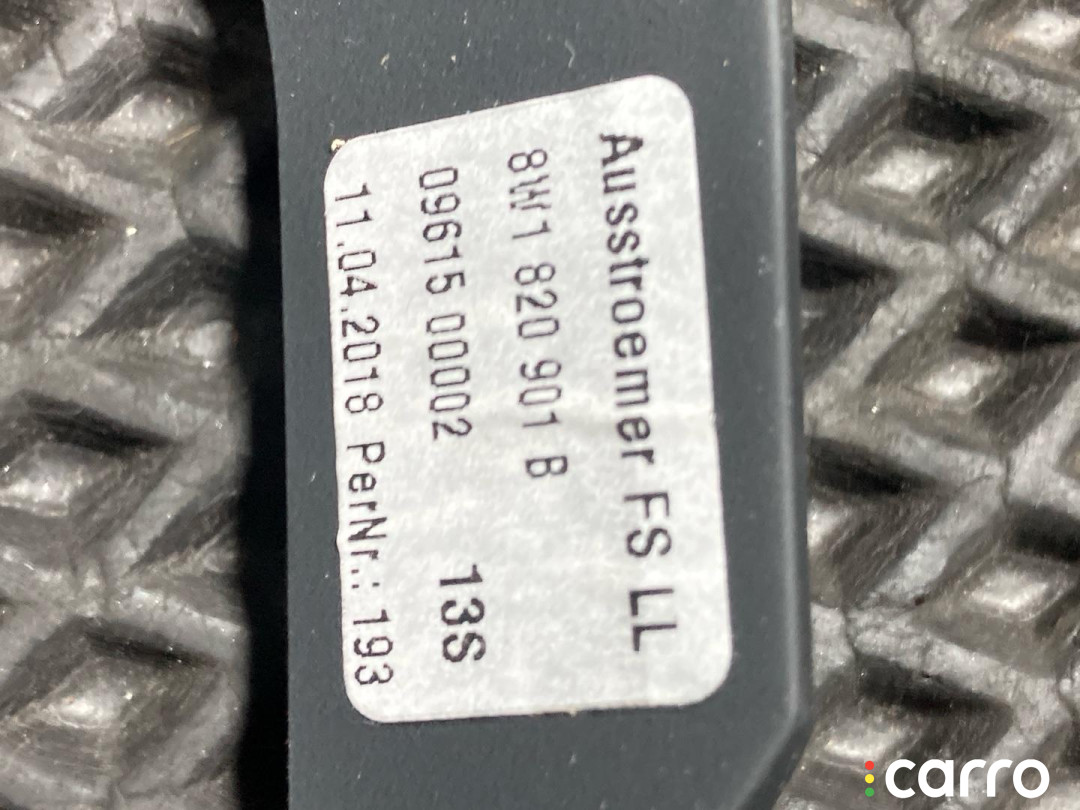 Ausstroemer FS LL
8W1 820 901 B
09615 00002 13S
11.04.2018 PerNr.: 193
carro